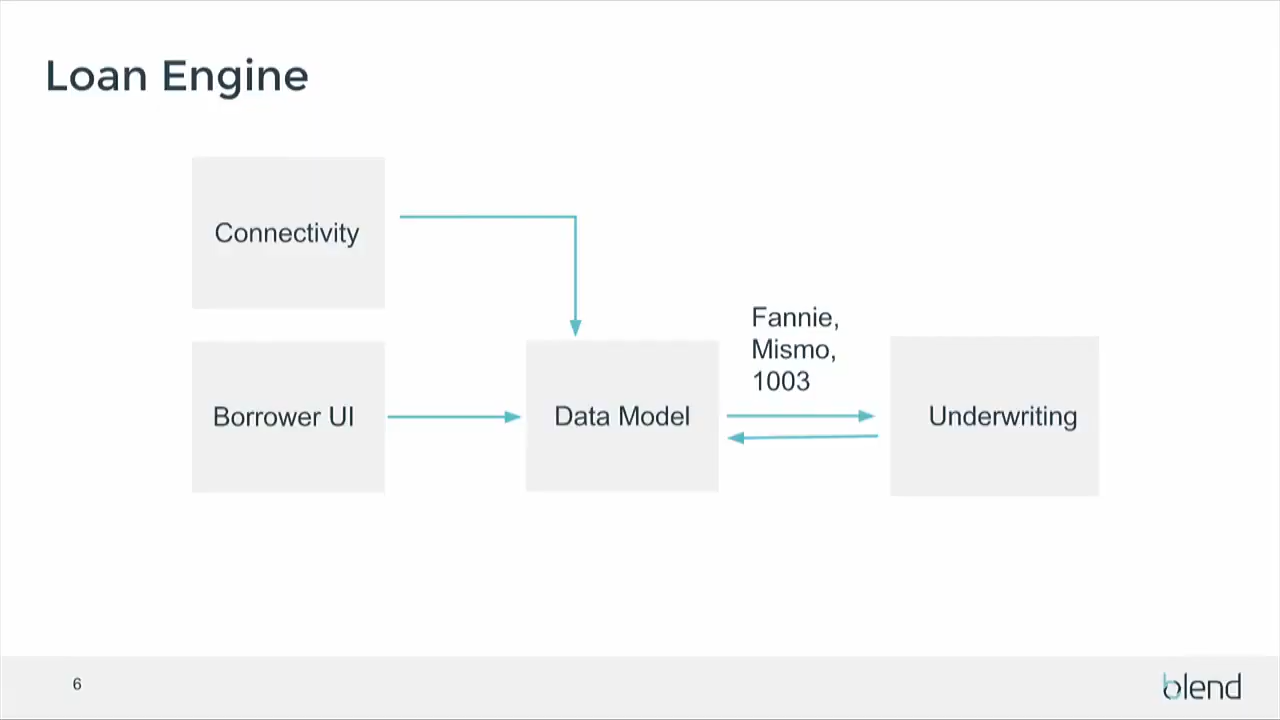 Loan Engine
Connectivity
Fannie,
Mismo,
1003
Borrower UI
Data Model
Underwriting
6
blend